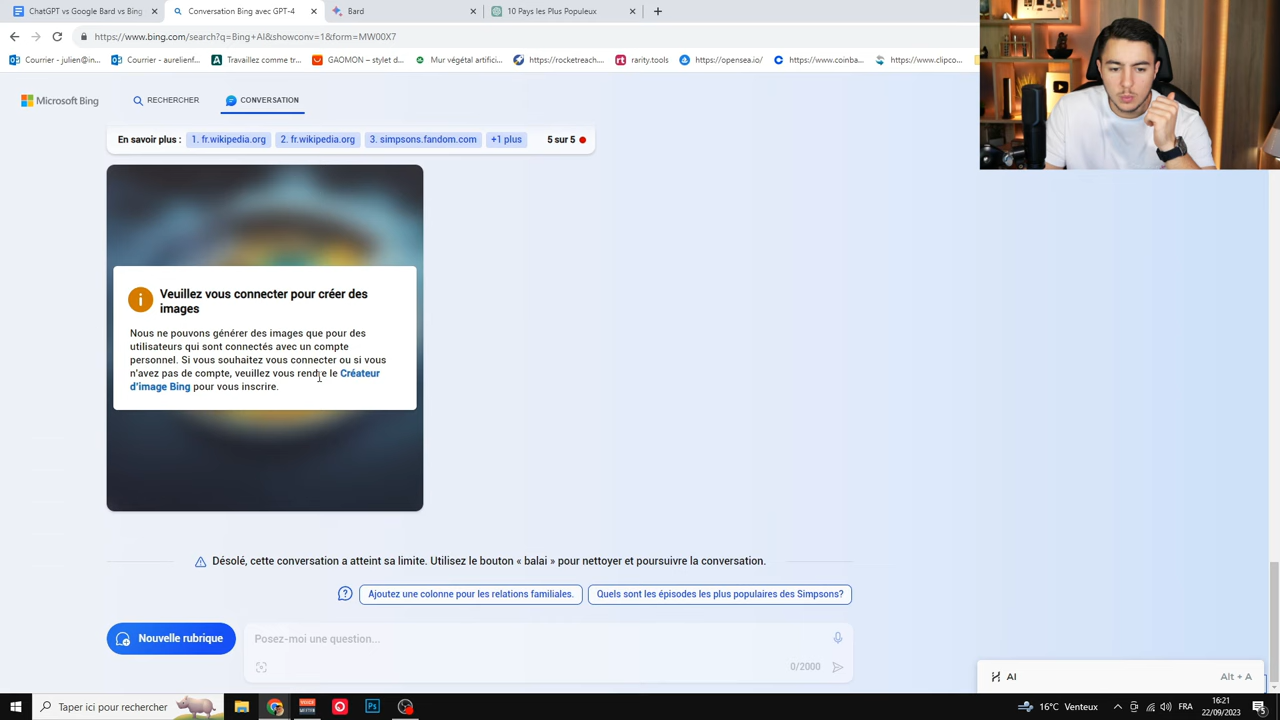 ChatGPT vs Google Bard vs Bing
Conversation Bing avec GPT-4
Bard
10 Pays les Plus Populeux
https://www.bing.com/search?q=Bing+AI&showconv=1&form=MW00X7
Courrier - julien@in...
Courrier - aurelienf...
Travaillez comme tr...
GAOMON – stylet d...
Mur végétal artifici...
https://rocketreach....
rarity.tools
https://opensea.io/
https://www.coinba...
https://www.clipco...
Microsoft Bing
RECHERCHER
CONVERSATION
En savoir plus : 1. fr.wikipedia.org 2. fr.wikipedia.org 3. simpsons.fandom.com +1 plus 5 sur 5
Veuillez vous connecter pour créer des
images
Nous ne pouvons générer des images que pour des
utilisateurs qui sont connectés avec un compte
personnel. Si vous souhaitez vous connecter ou si vous
n'avez pas de compte, veuillez vous rendre le Créateur
d'image Bing pour vous inscrire.
Désolé, cette conversation a atteint sa limite. Utilisez le bouton « balai » pour nettoyer et poursuivre la conversation.
Ajoutez une colonne pour les relations familiales.
Quels sont les épisodes les plus populaires des Simpsons?
Nouvelle rubrique
Posez-moi une question...
0/2000
AI
Alt + A
Taper ici pour rechercher
Ps
16°C Venteux
FRA
16:21
22/09/2023
5